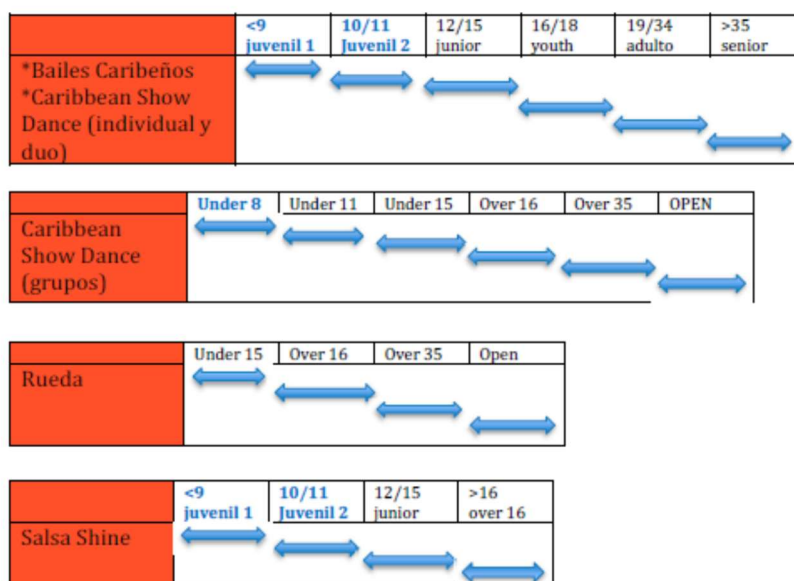 <9 10/11 12/15 16/18 19/34 >35
juvenil 1 Juvenil 2 junior youth adulto senior
*Bailes Caribeños
*Caribbean Show
Dance (individual y
duo)
Under 8 Under 11 Under 15 Over 16 Over 35 OPEN
Caribbean
Show Dance
(grupos)
Under 15 Over 16 Over 35 Open
Rueda
<9 10/11 12/15 >16
juvenil 1 Juvenil 2 junior over 16
Salsa Shine